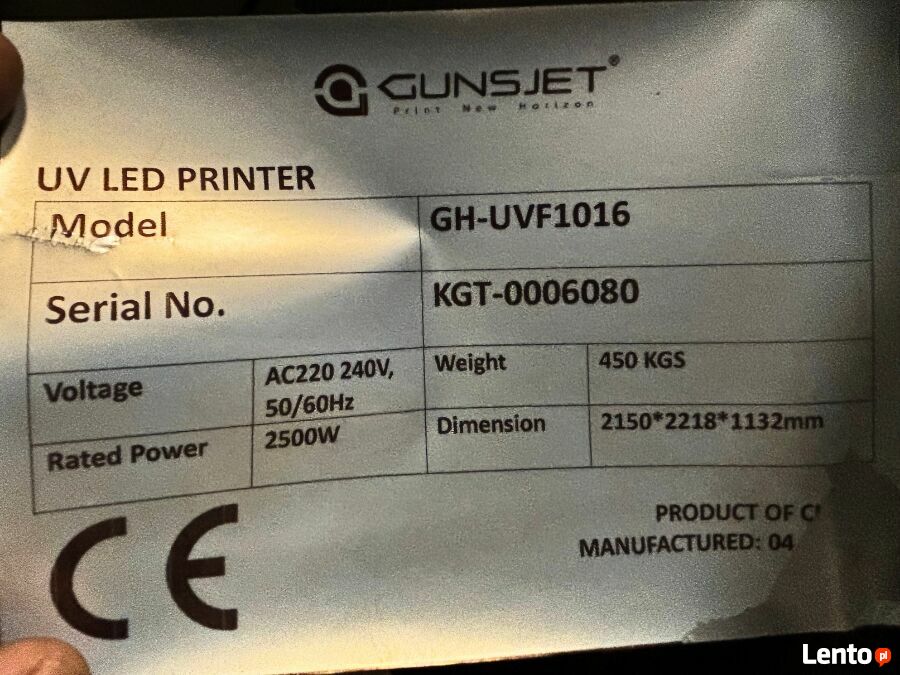 GUNSJET®
Print New Horizon
UV LED PRINTER
Model GH-UVF1016
Serial No. KGT-0006080
Voltage AC220 240V, 50/60Hz
Weight 450 KGS
Rated Power 2500W
Dimension 2150*2218*1132mm
CE
PRODUCT OF
MANUFACTURED: 04
Lento pl